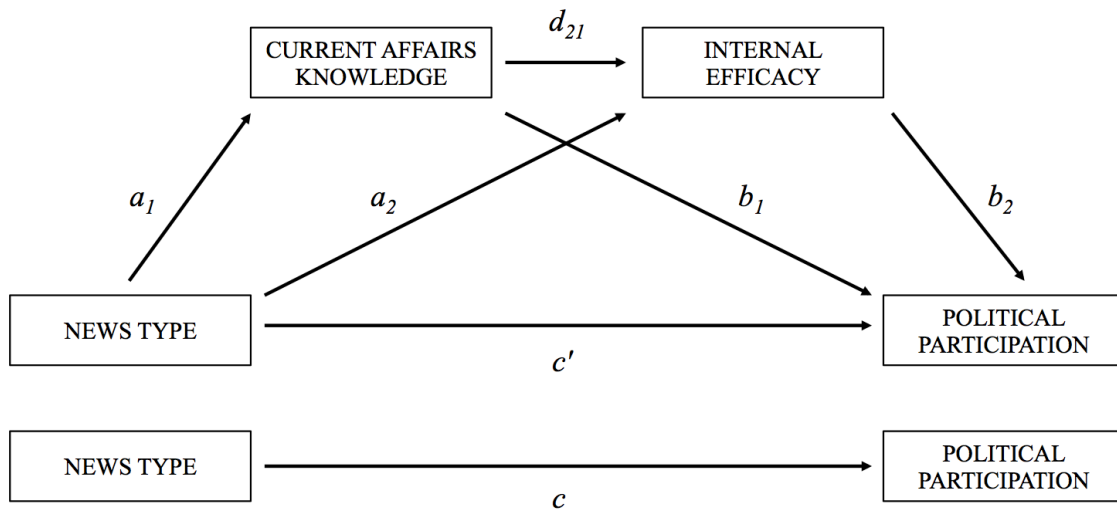 d21
CURRENT AFFAIRS
KNOWLEDGE
INTERNAL
EFFICACY
a1
a2
b1
b2
NEWS TYPE
POLITICAL
PARTICIPATION
c'
NEWS TYPE
POLITICAL
PARTICIPATION
c